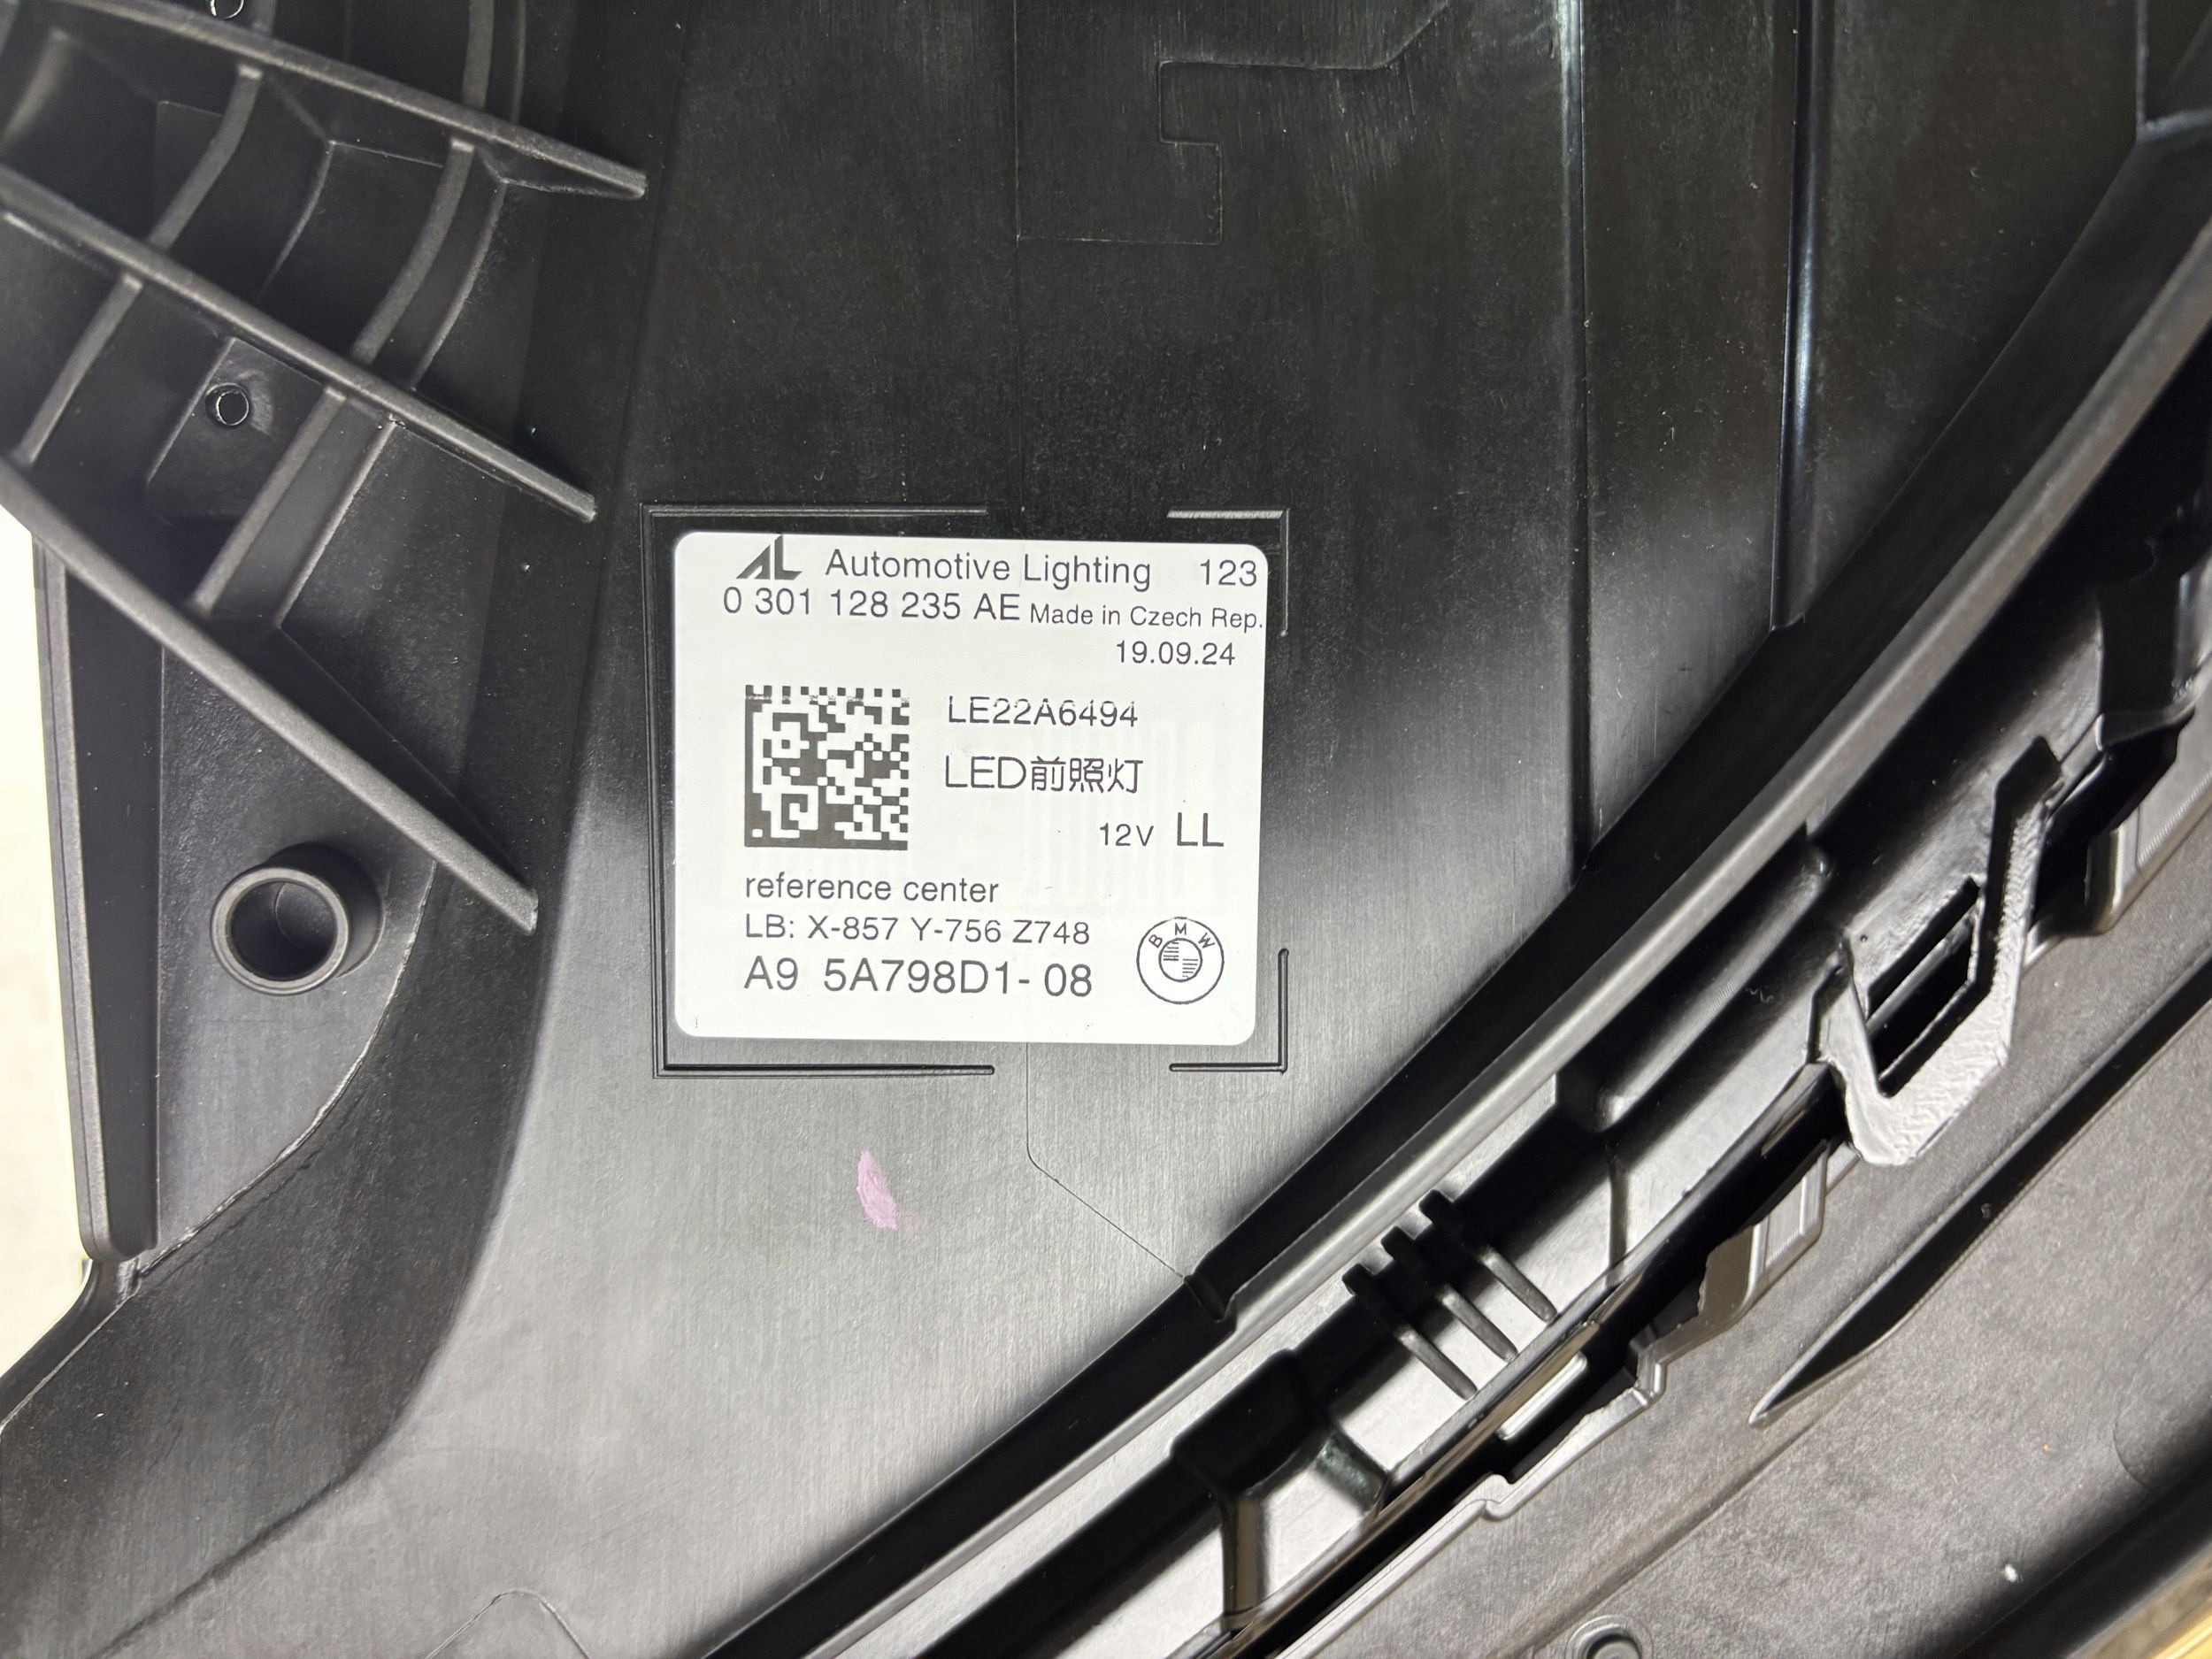 AL Automotive Lighting 123
0 301 128 235 AE Made in Czech Rep.
19.09.24
LE22A6494
LED前照灯
12V LL
reference center
LB: X-857 Y-756 Z748
A9 5A798D1- 08
BMW